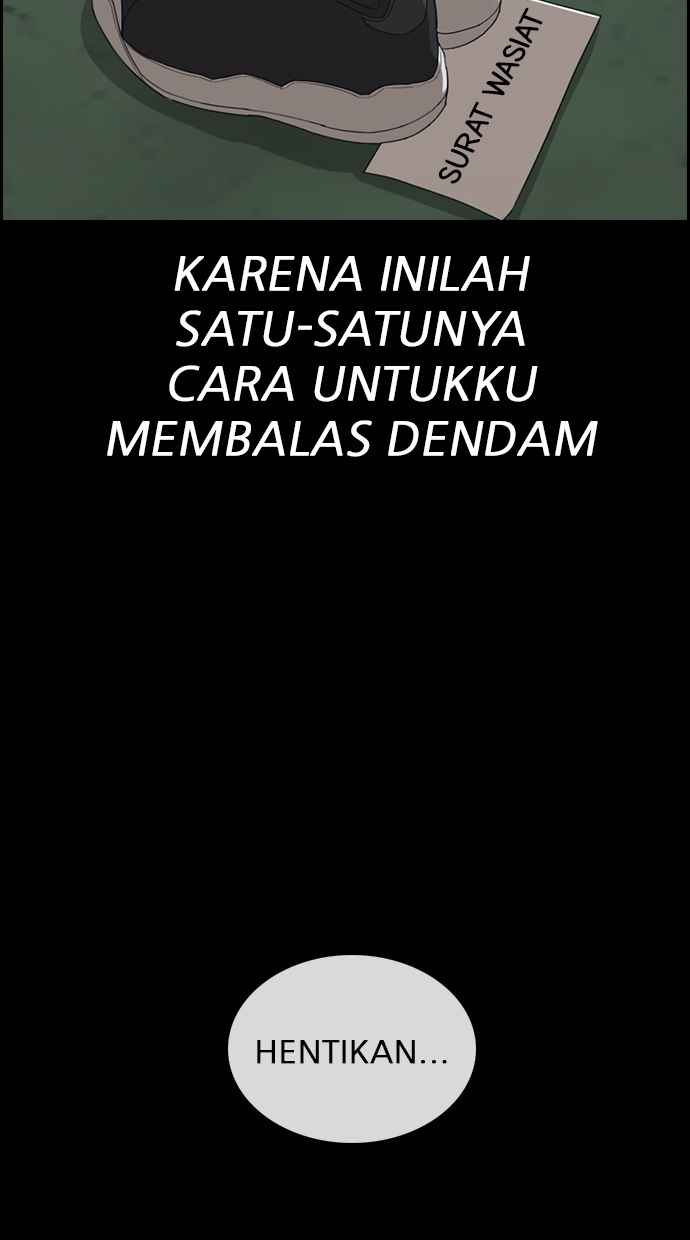 SURAT WASIAT
KARENA INILAH
SATU-SATUNYA
CARA UNTUKKU
MEMBALAS DENDAM
HENTIKAN...